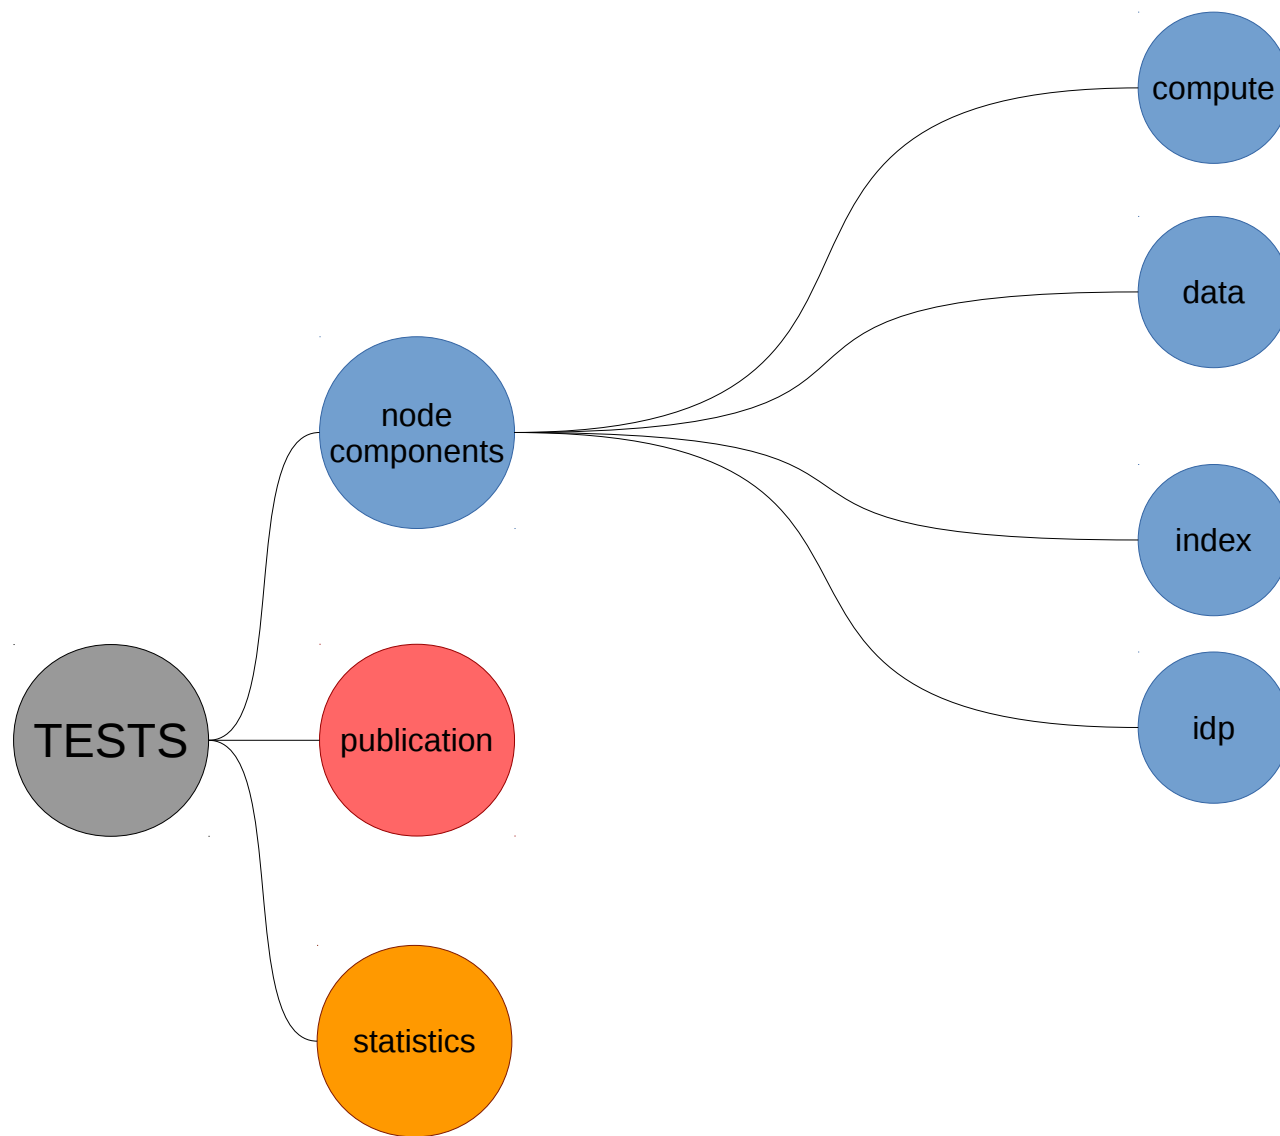 compute
data
node
components
index
TESTS
publication
idp
statistics